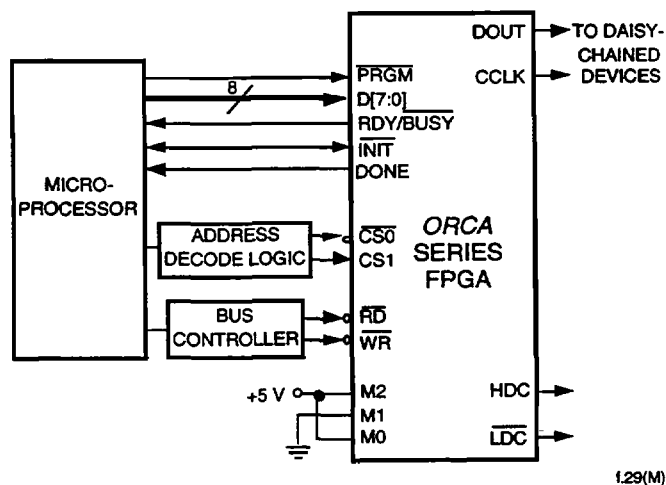 DOUT
TO DAISY-
CHAINED
DEVICES
CCLK
PRGM
8
D[7:0]
RDY/BUSY
INIT
DONE
MICRO-
PROCESSOR
ADDRESS
DECODE LOGIC
CS0
CS1
ORCA
SERIES
FPGA
BUS
CONTROLLER
RD
WR
+5 V
M2
M1
M0
HDC
LDC
f.29(M)